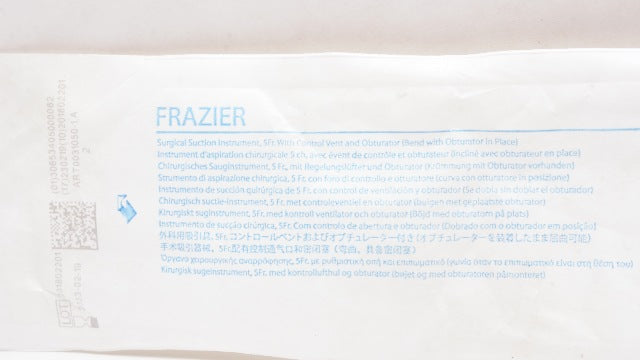 FRAZIER
Surgical Suction Instrument, 5Fr. With Control Vent and Obturator (Bend with Obturator in Place)
Instrument d'aspiration chirurgicale 5 ch. avec évent de contrôle et obturateur (incliné avec obturateur en place)
Chirurgisches Sauginstrument, 5 Fr., mit Regelungslüfter und Obturator (Krümmung mit Obturator vorhanden)
Strumento di aspirazione chirurgica, 5 Fr. con foro di controllo e otturatore (curva con otturatore in posizione)
Instrumento de succión quirúrgica de 5 Fr. con control de ventilación y obturador (Se dobla sin doblar el obturador)
Chirurgisch suctie-instrument, 5 Fr. met controleventiel en obturator (buigen met geplaatste obturator)
Kirurgiskt suginstrument, 5Fr. med kontroll ventilator och obturator (Böjd med obturatorn på plats)
Instrumento de sucção cirúrgica, 5Fr. Com controlo de abertura e obturador (Dobrado com o obturador em posição)
外科用吸引具、5Fr. コントロールベントおよびオブチュレーター付き（オブチュレーターを装着したまま屈曲可能）
手术吸引器械，5Fr.配有控制通气口和密闭塞（弯曲，具备密闭塞）
Όργανο χειρουργικής αναρρόφησης, 5Fr. με ρυθμιστική οπή και επιπωματικό (γωνία όταν το επιπωματικό είναι στη θέση του)
Kirurgisk sugeinstrument, 5Fr. med kontrollufthul og obturator (bøjet og med obturatoren påmonteret)
ART0031050-1A
2
LOT